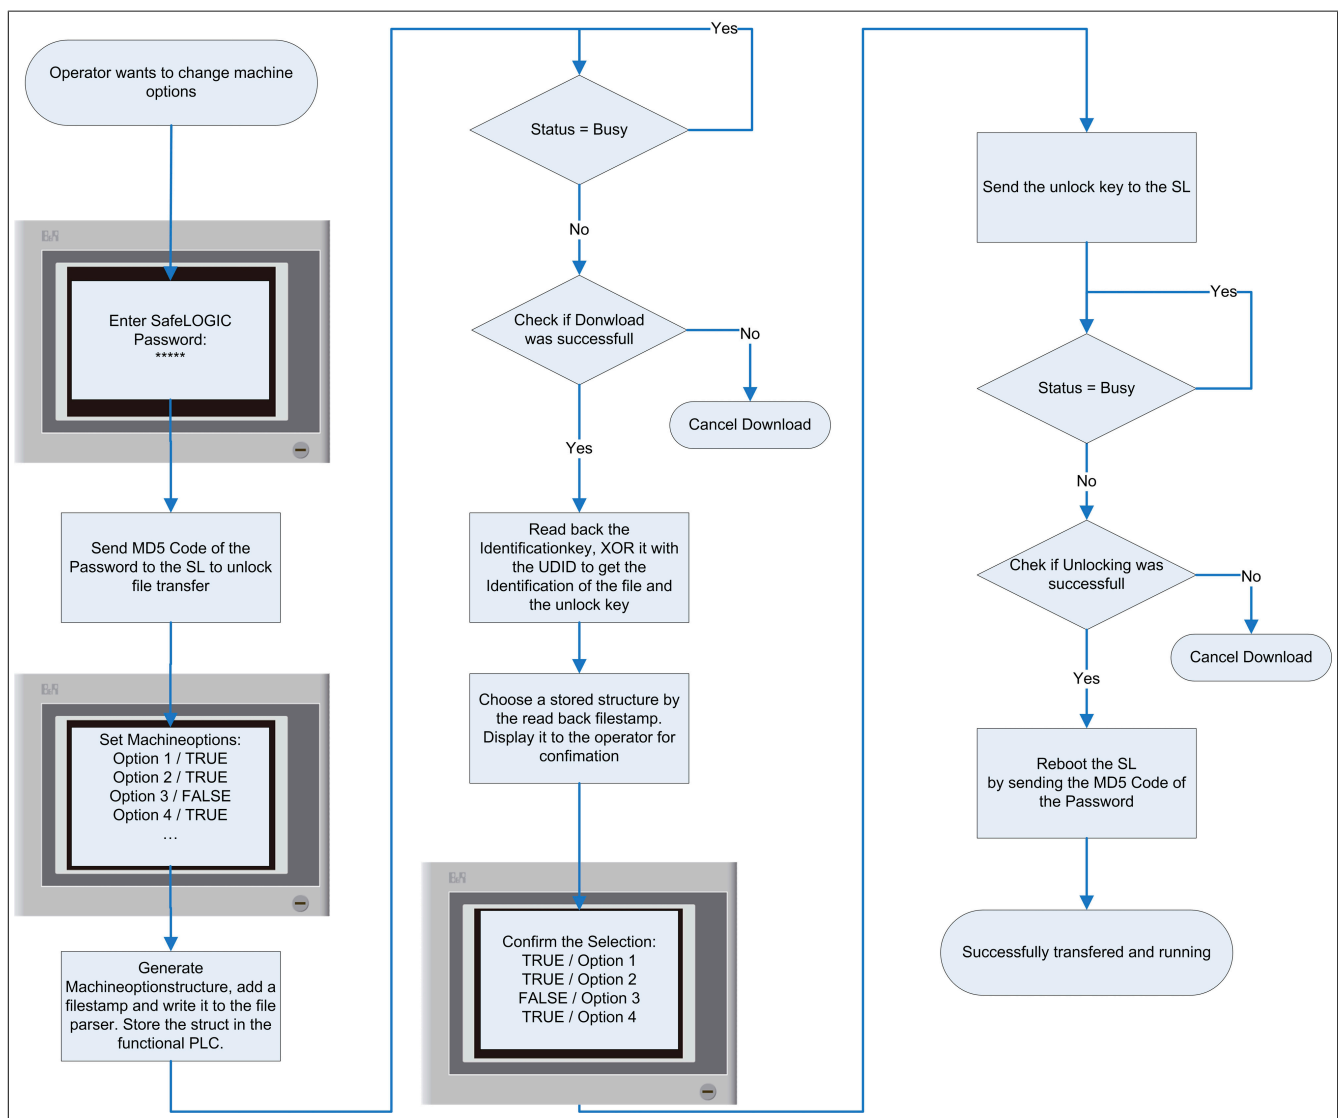 Operator wants to change machine
options
B&R
Enter SafeLOGIC
Password:
*****
Send MD5 Code of the
Password to the SL to unlock
file transfer
B&R
Set Machineoptions:
Option 1 / TRUE
Option 2 / TRUE
Option 3 / FALSE
Option 4 / TRUE
...
Generate
Machineoptionstructure, add a
filestamp and write it to the file
parser. Store the struct in the
functional PLC.
Yes
Status = Busy
No
Check if Donwload
was successfull
No
Cancel Download
Yes
Read back the
Identificationkey, XOR it with
the UDID to get the
Identification of the file and
the unlock key
Choose a stored structure by
the read back filestamp.
Display it to the operator for
confimation
B&R
Confirm the Selection:
TRUE / Option 1
TRUE / Option 2
FALSE / Option 3
TRUE / Option 4
Send the unlock key to the SL
Yes
Status = Busy
No
Chek if Unlocking was
successfull
No
Cancel Download
Yes
Reboot the SL
by sending the MD5 Code of
the Password
Successfully transfered and running